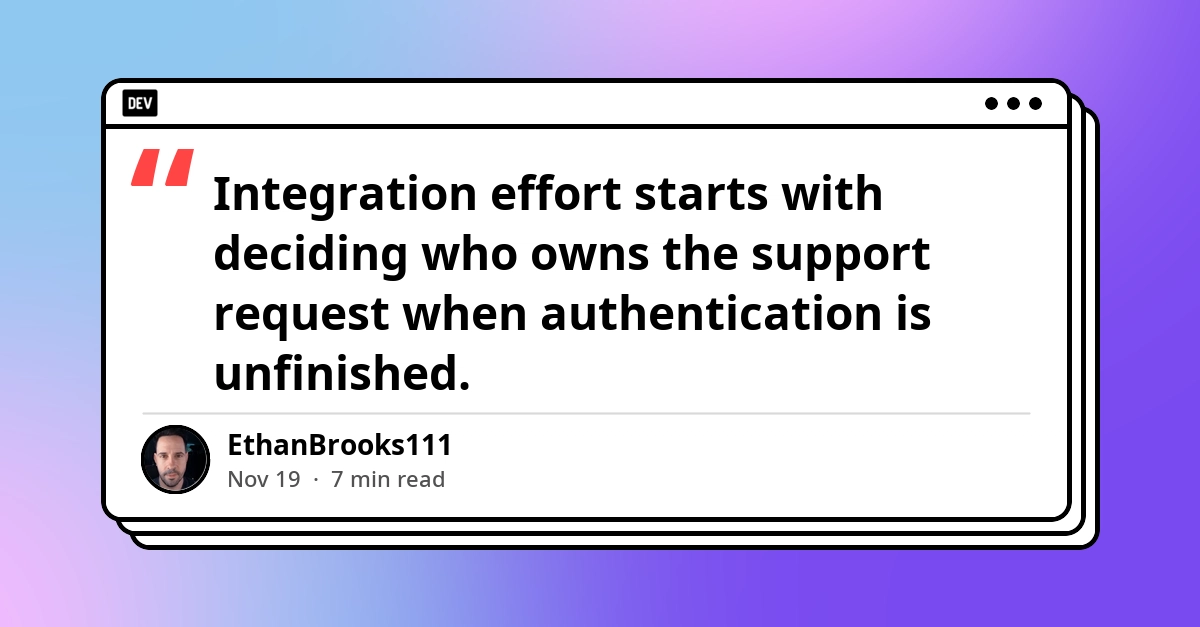 DEV
“Integration effort starts with
deciding who owns the support
request when authentication is
unfinished.
EthanBrooks111
Nov 19 · 7 min read